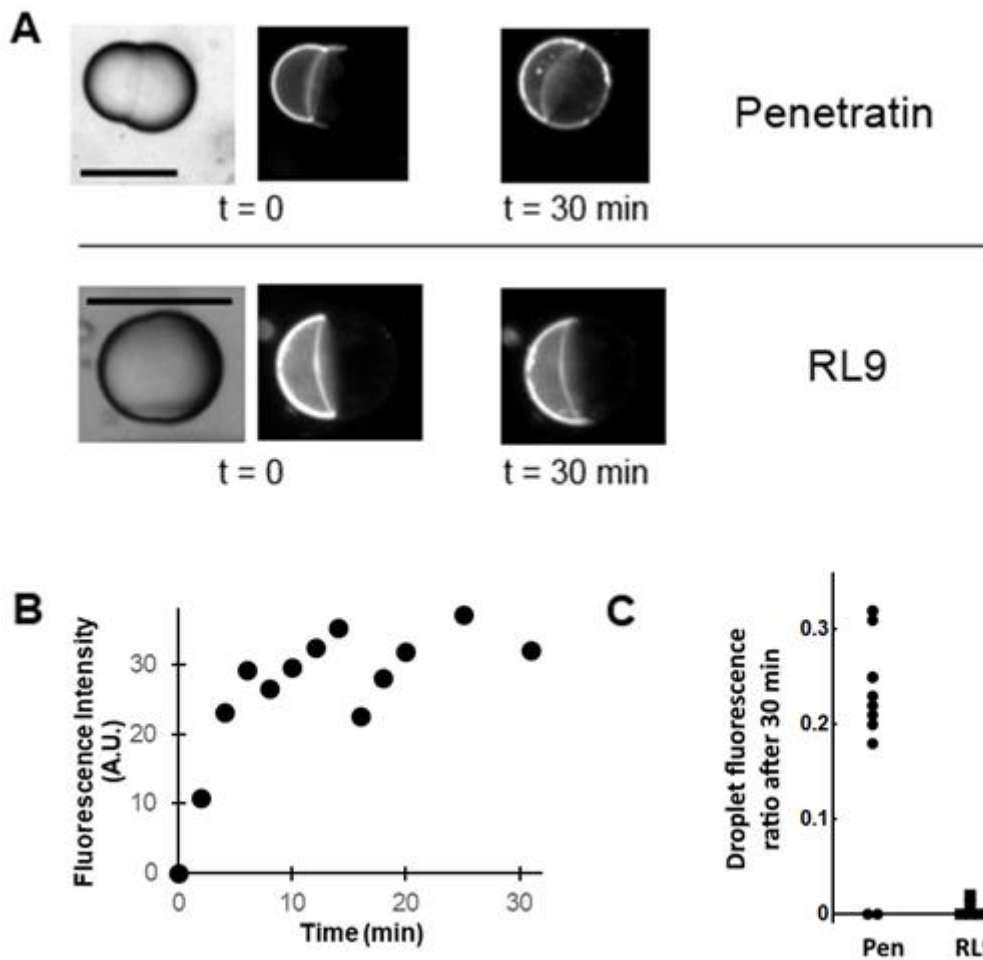 A
Penetratin
t = 0
t = 30 min
RL9
t = 0
t = 30 min
B
Fluorescence Intensity
(A.U.)
30
20
10
0
0
10
20
30
Time (min)
C
Droplet fluorescence
ratio after 30 min
0.3
0.2
0.1
0
Pen
RL9